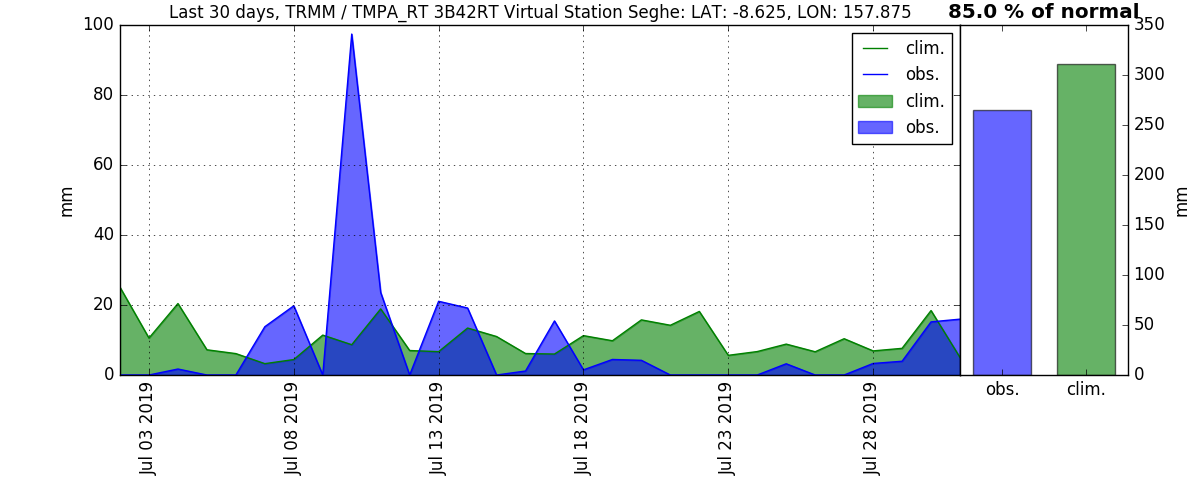 Last 30 days, TRMM / TMPA_RT 3B42RT Virtual Station Seghe: LAT: -8.625, LON: 157.875
85.0 % of normal
100
80
60
40
20
0
mm
clim.
obs.
clim.
obs.
350
300
250
200
150
100
50
0
mm
Jul 03 2019
Jul 08 2019
Jul 13 2019
Jul 18 2019
Jul 23 2019
Jul 28 2019
obs.
clim.